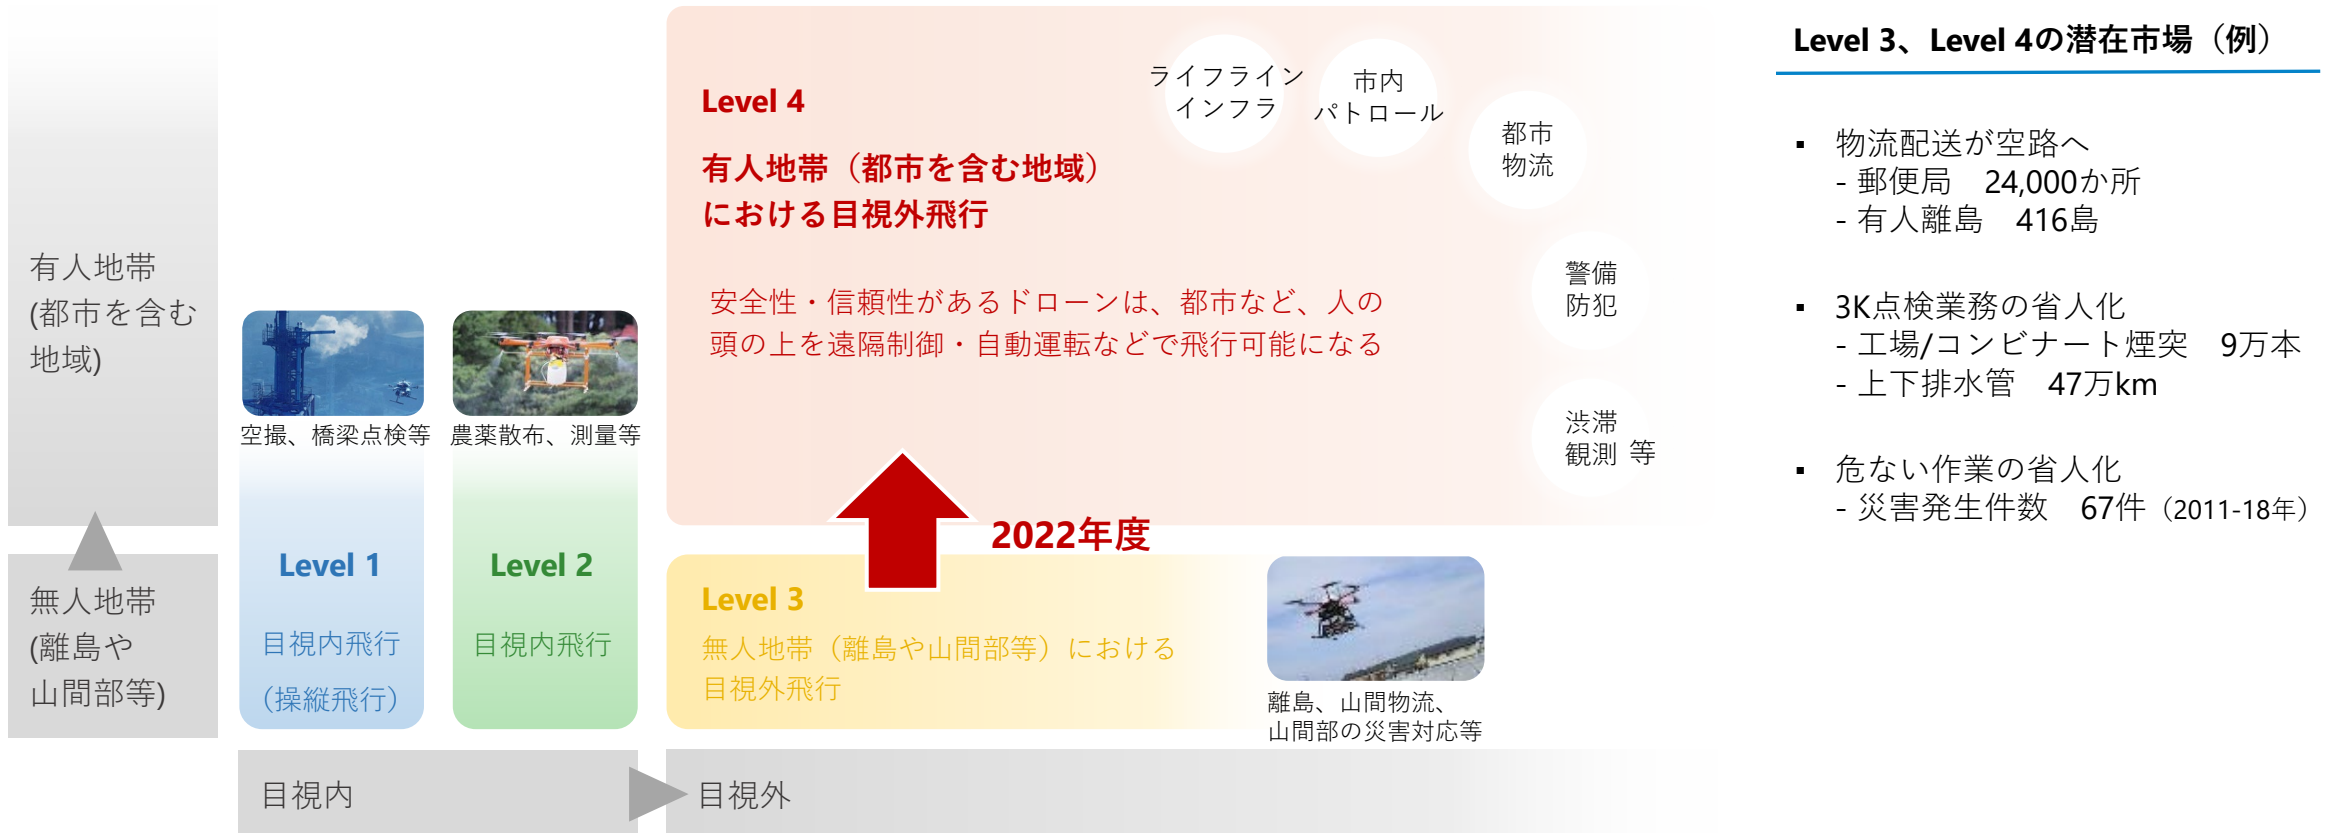 有人地帯
(都市を含む
地域)
無人地帯
(離島や
山間部等)
空撮、橋梁点検等
Level 1
目視内飛行
（操縦飛行）
農薬散布、測量等
Level 2
目視内飛行
Level 4
有人地帯（都市を含む地域）
における目視外飛行
安全性・信頼性があるドローンは、都市など、人の
頭の上を遠隔制御・自動運転などで飛行可能になる
ライフライン
インフラ
市内
パトロール
都市
物流
警備
防犯
渋滞
観測 等
2022年度
Level 3
無人地帯（離島や山間部等）における
目視外飛行
離島、山間物流、
山間部の災害対応等
目視内
目視外
Level 3、Level 4の潜在市場（例）
▪ 物流配送が空路へ
- 郵便局　24,000か所
- 有人離島　416島
▪ 3K点検業務の省人化
- 工場/コンビナート煙突　9万本
- 上下排水管　47万km
▪ 危ない作業の省人化
- 災害発生件数　67件（2011-18年）